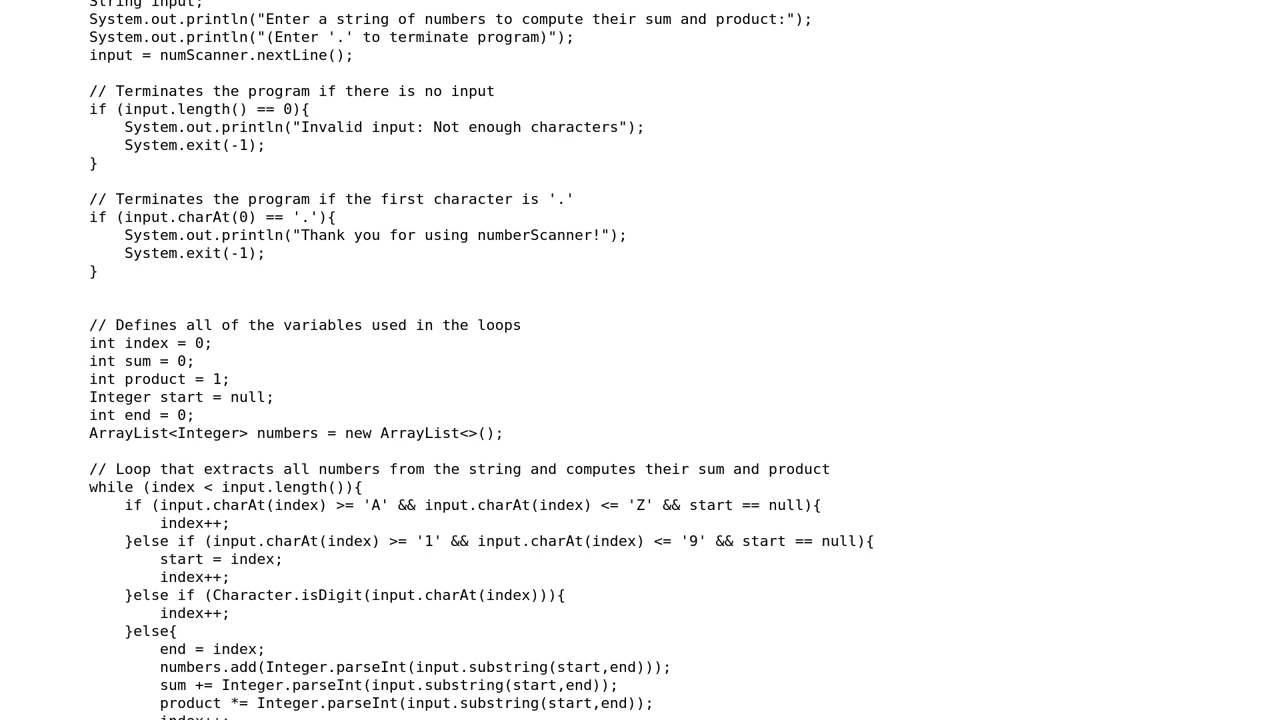 String input;
System.out.println("Enter a string of numbers to compute their sum and product:");
System.out.println("(Enter '.' to terminate program)");
input = numScanner.nextLine();
// Terminates the program if there is no input
if (input.length() == 0){
System.out.println("Invalid input: Not enough characters");
System.exit(-1);
}
// Terminates the program if the first character is '.'
if (input.charAt(0) == '.'){
System.out.println("Thank you for using numberScanner!");
System.exit(-1);
}
// Defines all of the variables used in the loops
int index = 0;
int sum = 0;
int product = 1;
Integer start = null;
int end = 0;
ArrayList<Integer> numbers = new ArrayList<>();
// Loop that extracts all numbers from the string and computes their sum and product
while (index < input.length()){
if (input.charAt(index) >= 'A' && input.charAt(index) <= 'Z' && start == null){
index++;
}else if (input.charAt(index) >= '1' && input.charAt(index) <= '9' && start == null){
start = index;
index++;
}else if (Character.isDigit(input.charAt(index))){
index++;
}else{
end = index;
numbers.add(Integer.parseInt(input.substring(start,end)));
sum += Integer.parseInt(input.substring(start,end));
product *= Integer.parseInt(input.substring(start,end));
index++;